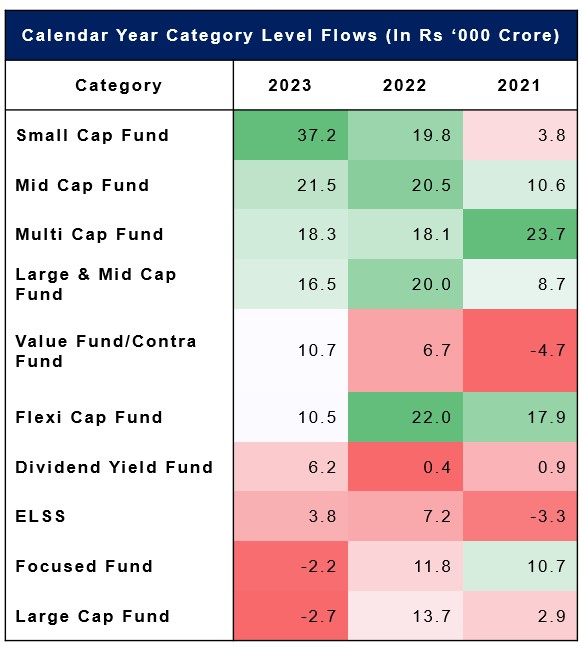 Calendar Year Category Level Flows (In Rs ‘000 Crore)
Category 2023 2022 2021
Small Cap Fund 37.2 19.8 3.8
Mid Cap Fund 21.5 20.5 10.6
Multi Cap Fund 18.3 18.1 23.7
Large & Mid Cap
Fund 16.5 20.0 8.7
Value Fund/Contra
Fund 10.7 6.7 -4.7
Flexi Cap Fund 10.5 22.0 17.9
Dividend Yield Fund 6.2 0.4 0.9
ELSS 3.8 7.2 -3.3
Focused Fund -2.2 11.8 10.7
Large Cap Fund -2.7 13.7 2.9